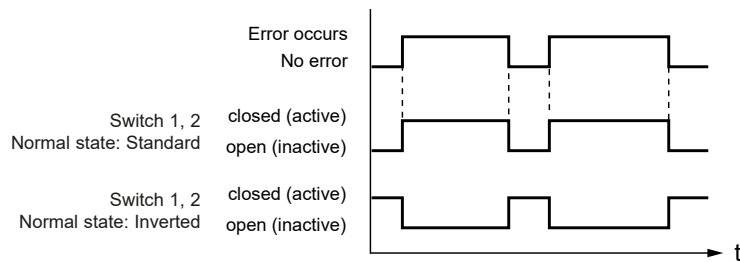 Error occurs
No error
Switch 1, 2
Normal state: Standard
closed (active)
open (inactive)
Switch 1, 2
Normal state: Inverted
closed (active)
open (inactive)
t